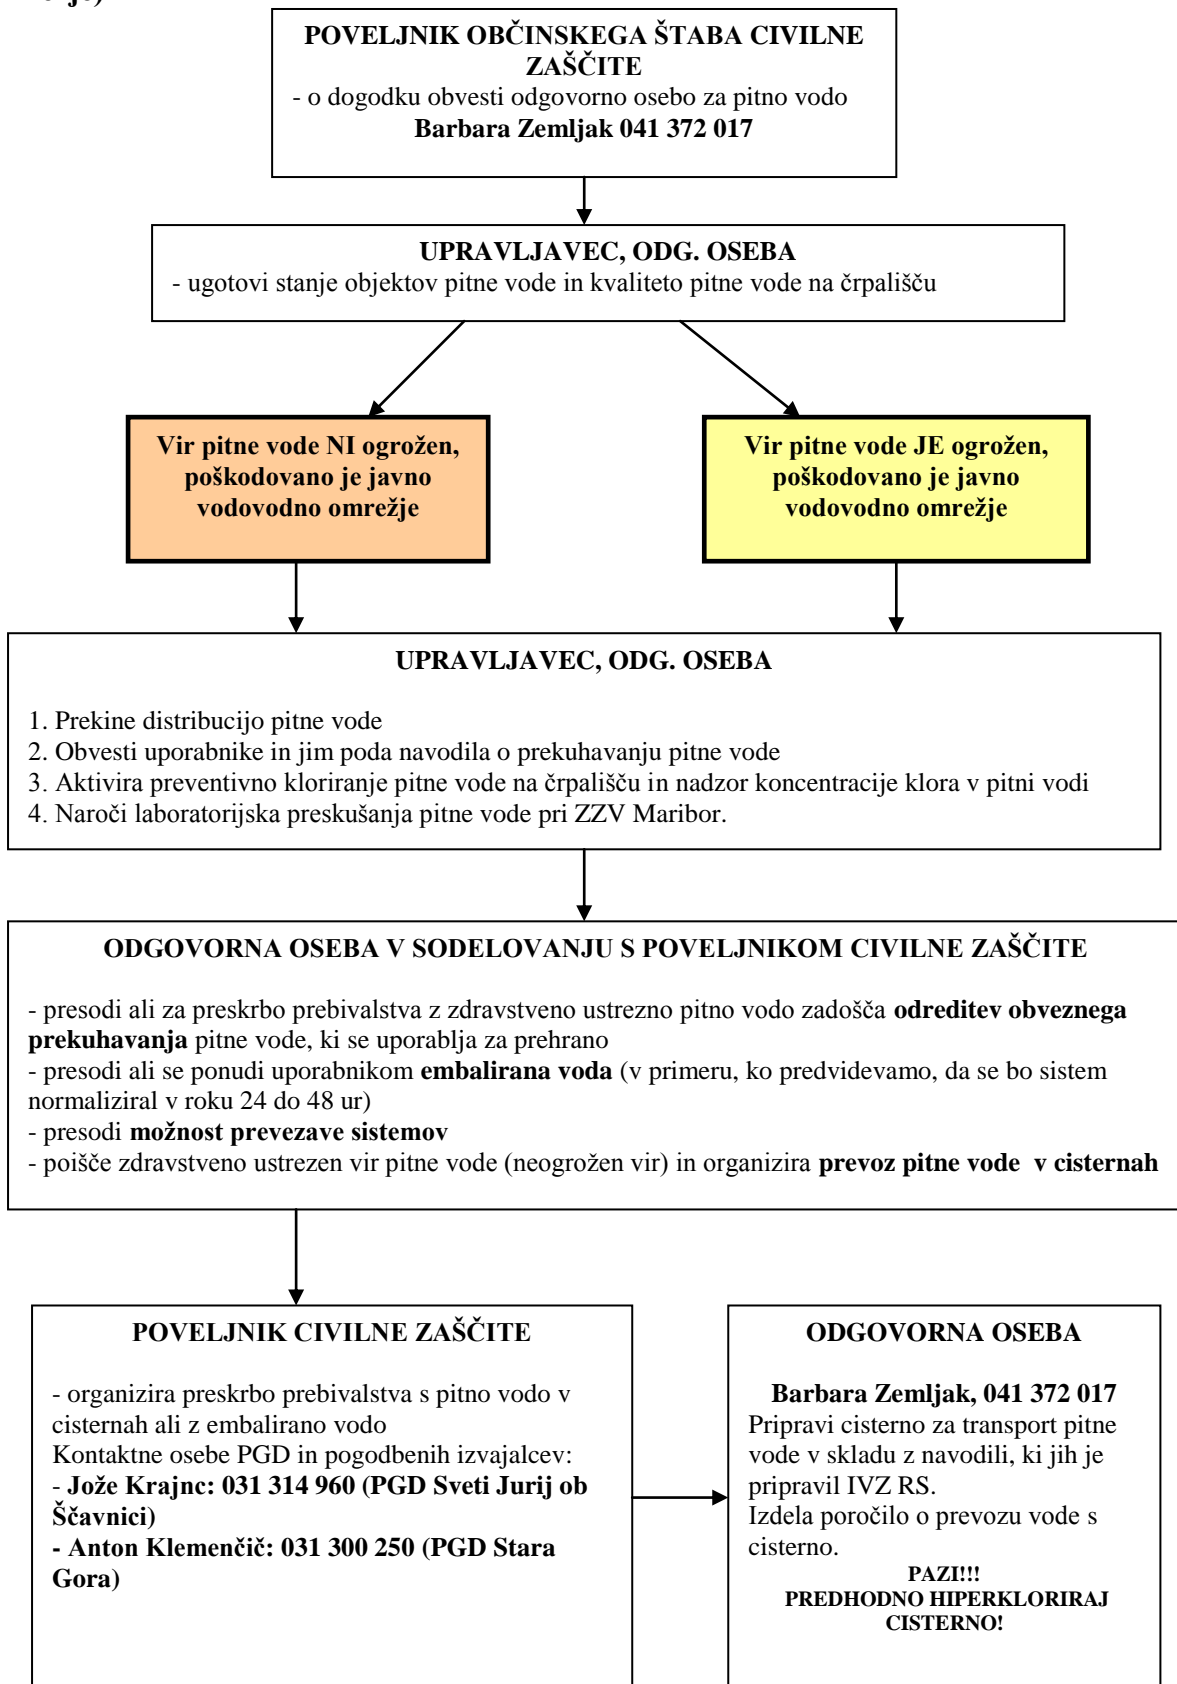 POVELJNIK OBČINSKEGA ŠTABA CIVILNE
ZAŠČITE
- o dogodku obvesti odgovorno osebo za pitno vodo
Barbara Zemljak 041 372 017
UPRAVLJAVEC, ODG. OSEBA
- ugotovi stanje objektov pitne vode in kvaliteto pitne vode na črpališču
Vir pitne vode NI ogrožen,
poškodovano je javno
vodovodno omrežje
Vir pitne vode JE ogrožen,
poškodovano je javno
vodovodno omrežje
UPRAVLJAVEC, ODG. OSEBA
1. Prekine distribucijo pitne vode
2. Obvesti uporabnike in jim poda navodila o prekuhavanju pitne vode
3. Aktivira preventivno kloriranje pitne vode na črpališču in nadzor koncentracije klora v pitni vodi
4. Naroči laboratorijska preskušanja pitne vode pri ZZV Maribor.
ODGOVORNA OSEBA V SODELOVANJU S POVELJNIKOM CIVILNE ZAŠČITE
- presodi ali za preskrbo prebivalstva z zdravstveno ustrezno pitno vodo zadošča odreditev obveznega
prekuhavanja pitne vode, ki se uporablja za prehrano
- presodi ali se ponudi uporabnikom embalirana voda (v primeru, ko predvidevamo, da se bo sistem
normaliziral v roku 24 do 48 ur)
- presodi možnost prevezave sistemov
- poišče zdravstveno ustrezen vir pitne vode (neogrožen vir) in organizira prevoz pitne vode v cisternah
POVELJNIK CIVILNE ZAŠČITE
- organizira preskrbo prebivalstva s pitno vodo v
cisternah ali z embalirano vodo
Kontaktne osebe PGD in pogodbenih izvajalcev:
- Jože Krajnc: 031 314 960 (PGD Sveti Jurij ob
Ščavnici)
- Anton Klemenčič: 031 300 250 (PGD Stara
Gora)
ODGOVORNA OSEBA
Barbara Zemljak, 041 372 017
Pripravi cisterno za transport pitne
vode v skladu z navodili, ki jih je
pripravil IVZ RS.
Izdela poročilo o prevozu vode s
cisterno.
PAZI!!!
PREDHODNO HIPERKLORIRAJ
CISTERNO!